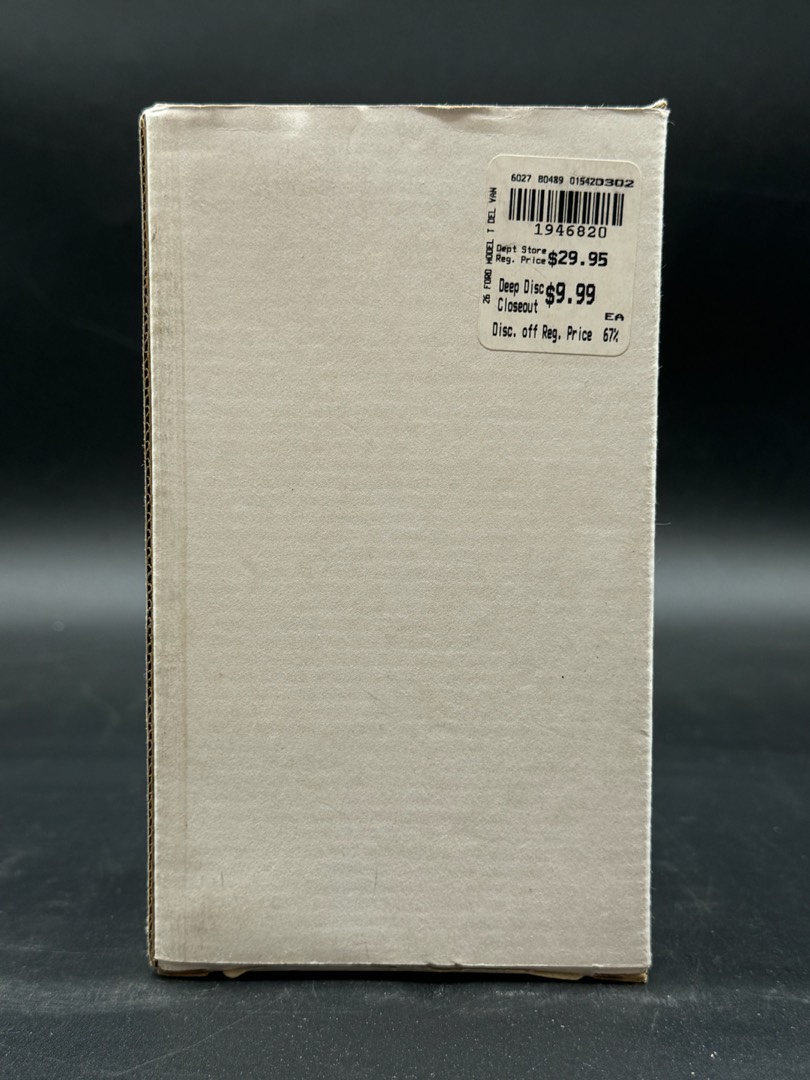 6027 80489 015420302
1946820
Dept Store
Reg. Price $29.95
Deep Disc
Closeout $9.99
EA
Disc. off Reg. Price 67%
26 FORD MODEL T DEL VAN